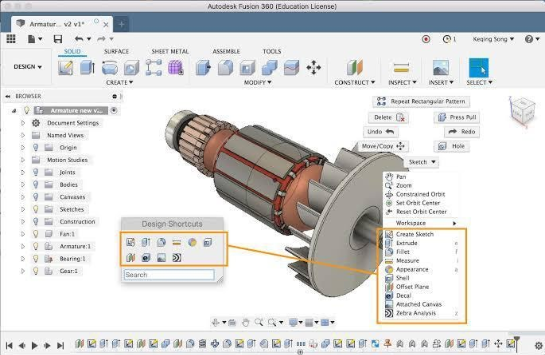 Autodesk Fusion 360 (Education License)
Armatur... v2 v1*
1
Keqing Song
SOLID
SURFACE
SHEET METAL
ASSEMBLE
TOOLS
DESIGN
CREATE
MODIFY
CONSTRUCT
INSPECT
INSERT
SELECT
BROWSER
Armature new v...
Document Settings
Named Views
Origin
Motion Studies
Joints
Bodies
Canvases
Sketches
Construction
Fan:1
Armature:1
Bearing:1
Gear:1
Repeat Rectangular Pattern
Delete
Press Pull
Undo
Redo
Move/Copy
Hole
Sketch
Pan
Zoom
Constrained Orbit
Set Orbit Center
Reset Orbit Center
Workspace
Create Sketch
Extrude
Fillet
Measure
Appearance
Shell
Offset Plane
Decal
Attached Canvas
Zebra Analysis
Design Shortcuts
Search